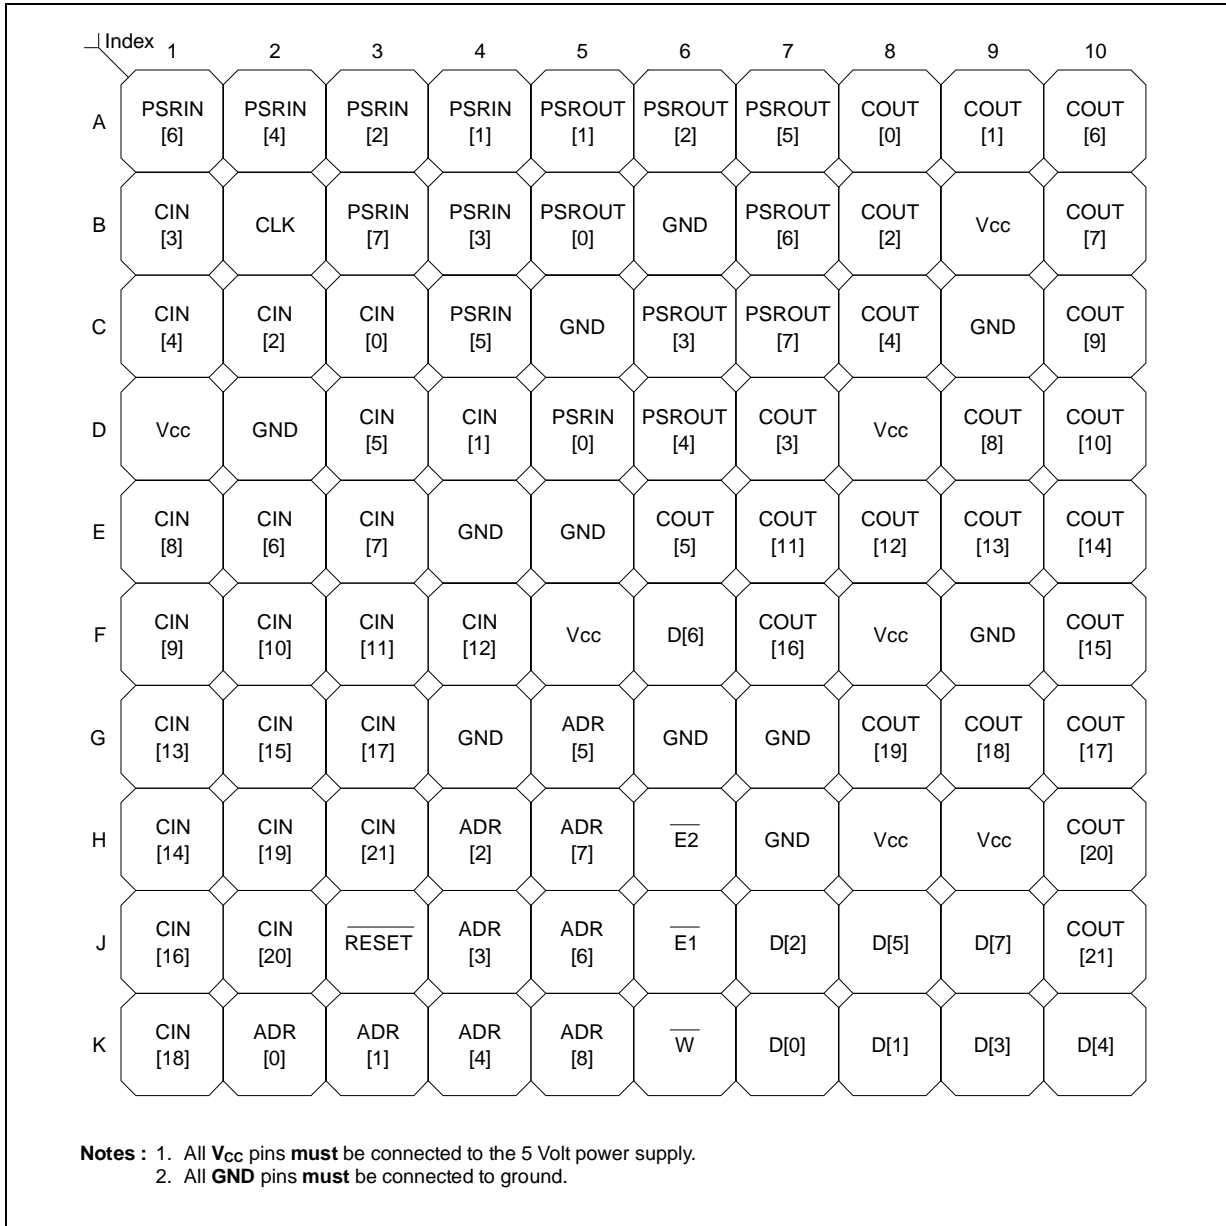 Index
1 2 3 4 5 6 7 8 9 10
A PSRIN [6] PSRIN [4] PSRIN [2] PSRIN [1] PSROUT [1] PSROUT [2] PSROUT [5] COUT [0] COUT [1] COUT [6]
B CIN [3] CLK PSRIN [7] PSRIN [3] PSROUT [0] GND PSROUT [6] COUT [2] Vcc COUT [7]
C CIN [4] CIN [2] CIN [0] PSRIN [5] GND PSROUT [3] PSROUT [7] COUT [4] GND COUT [9]
D Vcc GND CIN [5] CIN [1] PSRIN [0] PSROUT [4] COUT [3] Vcc COUT [8] COUT [10]
E CIN [8] CIN [6] CIN [7] GND GND COUT [5] COUT [11] COUT [12] COUT [13] COUT [14]
F CIN [9] CIN [10] CIN [11] CIN [12] Vcc D[6] COUT [16] Vcc GND COUT [15]
G CIN [13] CIN [15] CIN [17] GND ADR [5] GND GND COUT [19] COUT [18] COUT [17]
H CIN [14] CIN [19] CIN [21] ADR [2] ADR [7] E2 GND Vcc Vcc COUT [20]
J CIN [16] CIN [20] RESET ADR [3] ADR [6] E1 D[2] D[5] D[7] COUT [21]
K CIN [18] ADR [0] ADR [1] ADR [4] ADR [8] W D[0] D[1] D[3] D[4]
Notes : 1. All VCC pins must be connected to the 5 Volt power supply.
2. All GND pins must be connected to ground.